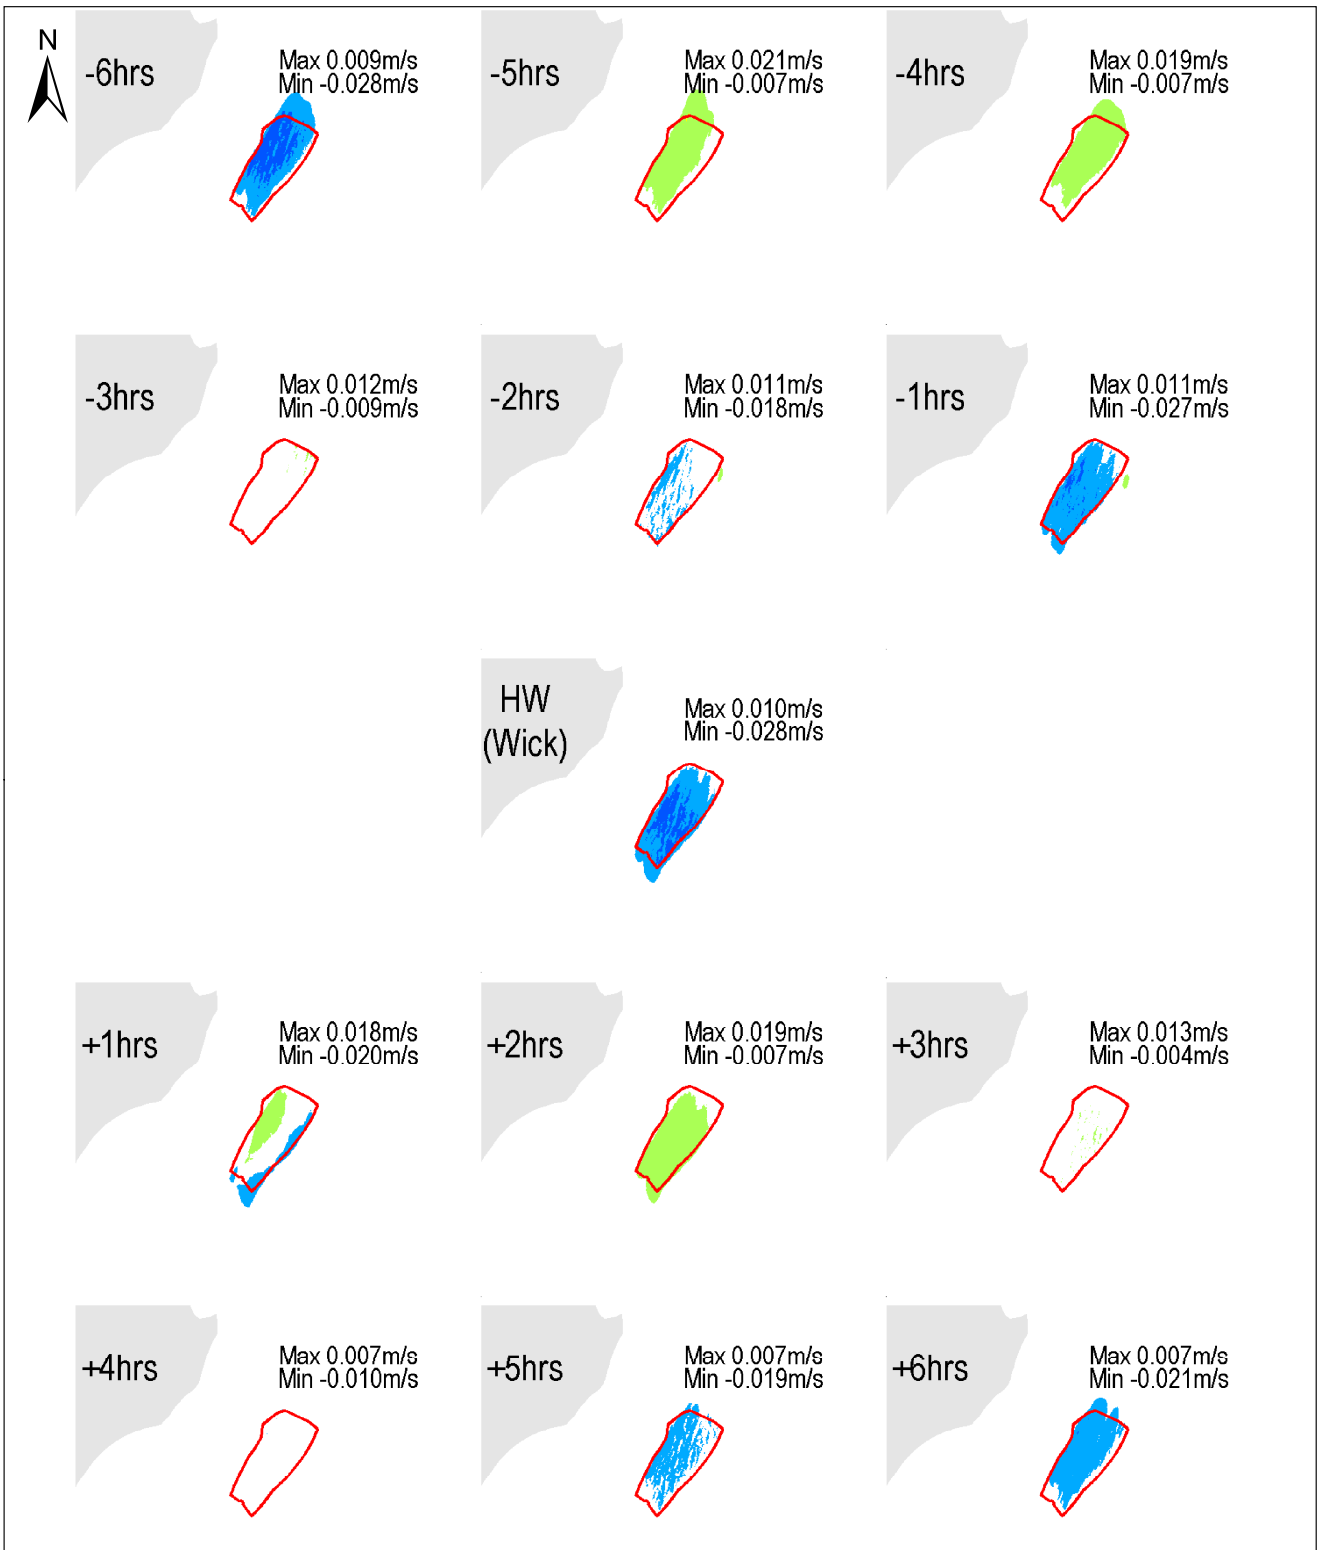 N
-6hrs
Max 0.009m/s
Min -0.028m/s
-5hrs
Max 0.021m/s
Min -0.007m/s
-4hrs
Max 0.019m/s
Min -0.007m/s
-3hrs
Max 0.012m/s
Min -0.009m/s
-2hrs
Max 0.011m/s
Min -0.018m/s
-1hrs
Max 0.011m/s
Min -0.027m/s
HW
(Wick)
Max 0.010m/s
Min -0.028m/s
+1hrs
Max 0.018m/s
Min -0.020m/s
+2hrs
Max 0.019m/s
Min -0.007m/s
+3hrs
Max 0.013m/s
Min -0.004m/s
+4hrs
Max 0.007m/s
Min -0.010m/s
+5hrs
Max 0.007m/s
Min -0.019m/s
+6hrs
Max 0.007m/s
Min -0.021m/s